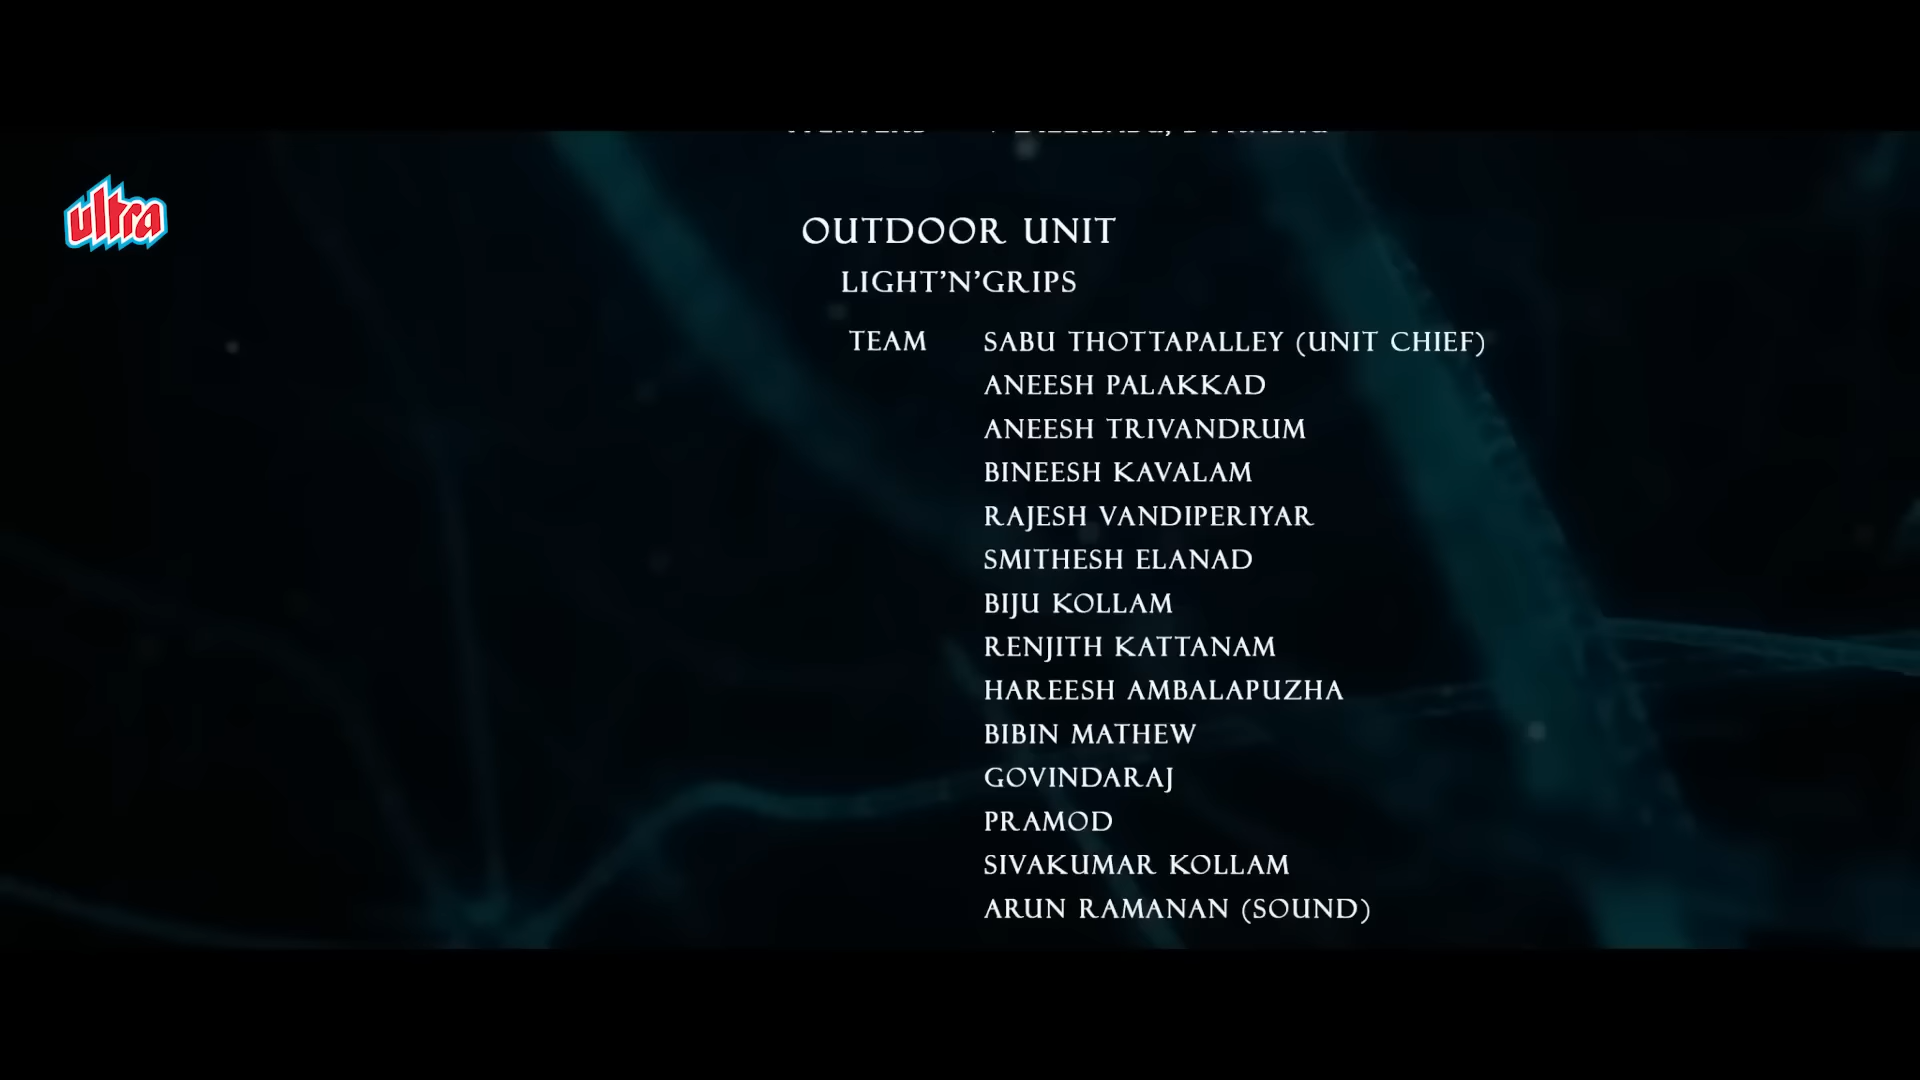 ultra
OUTDOOR UNIT
LIGHT'N'GRIPS
TEAM SABU THOTTAPALLEY (UNIT CHIEF)
ANEESH PALAKKAD
ANEESH TRIVANDRUM
BINEESH KAVALAM
RAJESH VANDIPERIYAR
SMITHESH ELANAD
BIJU KOLLAM
RENJITH KATTANAM
HAREESH AMBALAPUZHA
BIBIN MATHEW
GOVINDARAJ
PRAMOD
SIVAKUMAR KOLLAM
ARUN RAMANAN (SOUND)